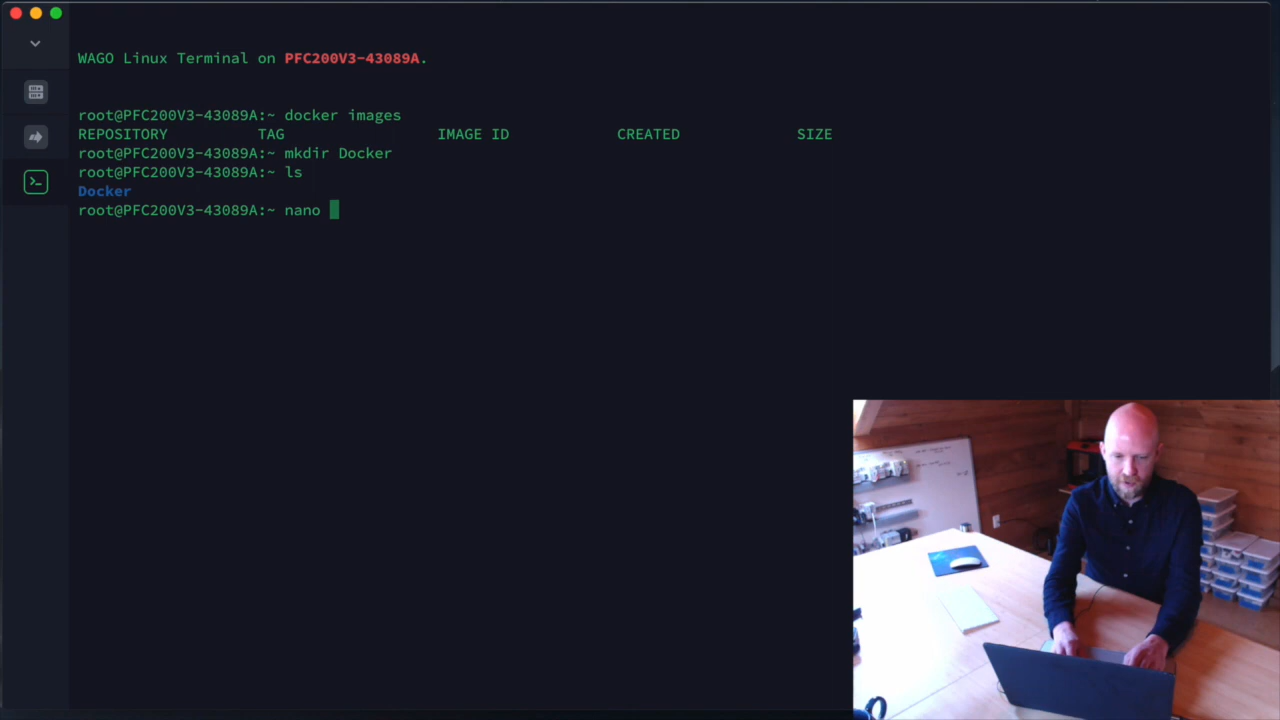 WAGO Linux Terminal on PFC200V3-43089A.
root@PFC200V3-43089A:~ docker images
REPOSITORY TAG IMAGE ID CREATED SIZE
root@PFC200V3-43089A:~ mkdir Docker
root@PFC200V3-43089A:~ ls
Docker
root@PFC200V3-43089A:~ nano